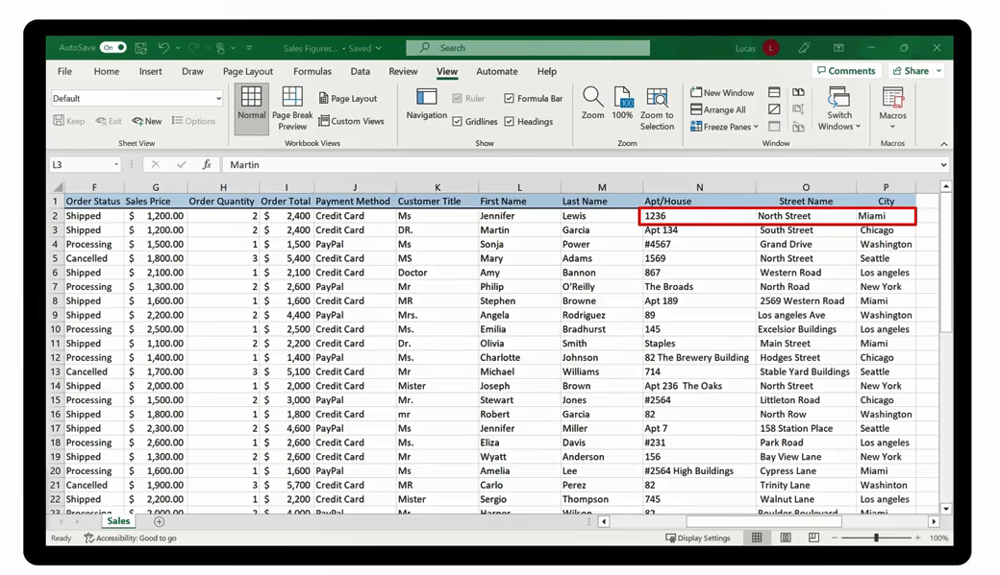 AutoSave On Sales Figures... • Saved Search Lucas L
File Home Insert Draw Page Layout Formulas Data Review View Automate Help Comments Share
Default
Keep Exit New Options
Sheet View
Normal
Page Break Preview
Page Layout
Custom Views
Workbook Views
Navigation
Ruler
Formula Bar
Gridlines
Headings
Show
Zoom
100
100%
Zoom to Selection
Zoom
New Window
Arrange All
Freeze Panes
Switch Windows
Window
Macros
Macros
L3 fx Martin
F G H I J K L M N O P
1 Order Status Sales Price Order Quantity Order Total Payment Method Customer Title First Name Last Name Apt/House Street Name City
2 Shipped $ 1,200.00 2 $ 2,400 Credit Card Ms Jennifer Lewis 1236 North Street Miami
3 Shipped $ 1,200.00 2 $ 2,400 Credit Card DR. Martin Garcia Apt 134 South Street Chicago
4 Processing $ 1,500.00 1 $ 1,500 PayPal Ms Sonja Power #4567 Grand Drive Washington
5 Cancelled $ 1,800.00 3 $ 5,400 Credit Card MS Mary Adams 1569 North Street Seattle
6 Shipped $ 2,100.00 1 $ 2,100 Credit Card Doctor Amy Bannon 867 Western Road Los angeles
7 Processing $ 1,300.00 2 $ 2,600 PayPal Mr Philip O'Reilly The Broads North Road New York
8 Shipped $ 1,600.00 1 $ 1,600 Credit Card MR Stephen Browne Apt 189 2569 Western Road Miami
9 Shipped $ 2,200.00 2 $ 4,400 PayPal Mrs. Angela Rodriguez 89 Los angeles Ave Washington
10 Processing $ 2,500.00 1 $ 2,500 Credit Card Ms. Emilia Bradhurst 145 Excelsior Buildings Los angeles
11 Shipped $ 1,100.00 2 $ 2,200 Credit Card Dr. Olivia Smith Staples Main Street Miami
12 Processing $ 1,400.00 1 $ 1,400 PayPal Ms. Charlotte Johnson 82 The Brewery Building Hodges Street Chicago
13 Cancelled $ 1,700.00 3 $ 5,100 Credit Card Mr Michael Williams 714 Stable Yard Buildings Seattle
14 Shipped $ 2,000.00 1 $ 2,000 Credit Card Mister Joseph Brown Apt 236 The Oaks North Street New York
15 Processing $ 1,500.00 2 $ 3,000 PayPal Mr. Stewart Jones #2564 Littleton Road Chicago
16 Shipped $ 1,800.00 1 $ 1,800 Credit Card mr Robert Garcia 82 North Row Washington
17 Shipped $ 2,300.00 2 $ 4,600 PayPal Ms Jennifer Miller Apt 7 158 Station Place Seattle
18 Processing $ 2,600.00 1 $ 2,600 PayPal Ms. Eliza Davis #231 Park Road Los angeles
19 Shipped $ 1,300.00 2 $ 2,600 Credit Card Mr Wyatt Anderson 156 Bay View Lane New York
20 Processing $ 1,600.00 1 $ 1,600 PayPal Ms Amelia Lee #2564 High Buildings Cypress Lane Miami
21 Cancelled $ 1,900.00 3 $ 5,700 Credit Card MR Carlo Perez 82 Trinity Lane Washinton
22 Shipped $ 2,200.00 1 $ 2,200 Credit Card Mister Sergio Thompson 745 Walnut Lane Los angeles
23 Processing $ 2,000.00 2 $ 4,000 PayPal Ms Harper Wilson 82 Boulder Boulevard Miami
Sales
Ready Accessibility: Good to go Display Settings 100%